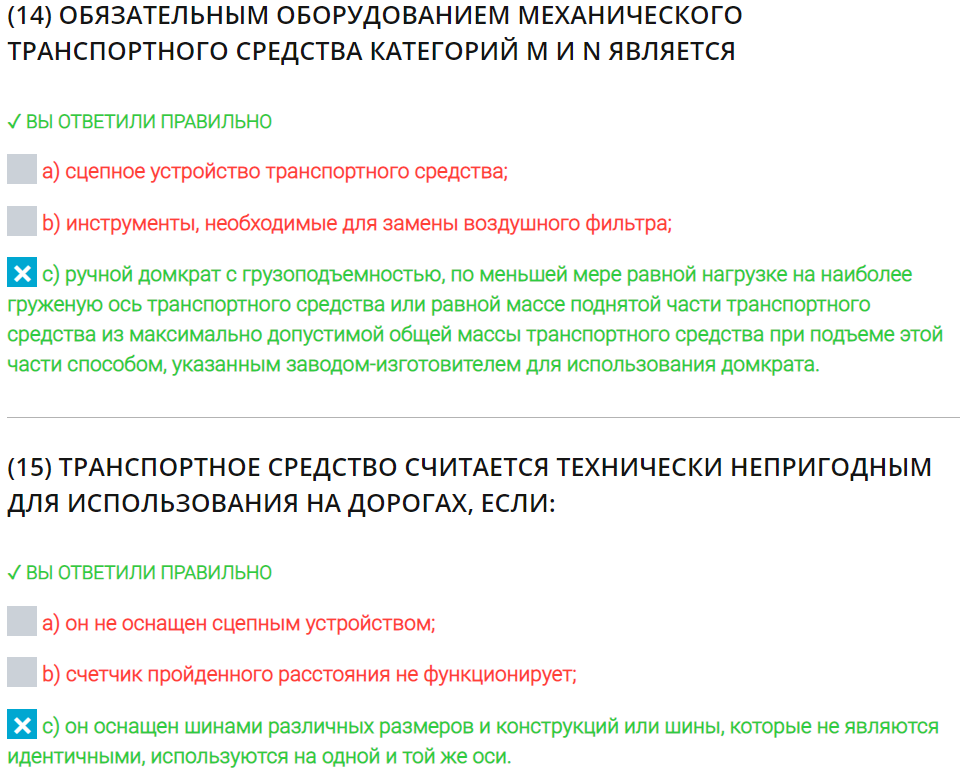 (14) ОБЯЗАТЕЛЬНЫМ ОБОРУДОВАНИЕМ МЕХАНИЧЕСКОГО
ТРАНСПОРТНОГО СРЕДСТВА КАТЕГОРИЙ M И N ЯВЛЯЕТСЯ
✓ ВЫ ОТВЕТИЛИ ПРАВИЛЬНО
a) сцепное устройство транспортного средства;
b) инструменты, необходимые для замены воздушного фильтра;
c) ручной домкрат с грузоподъемностью, по меньшей мере равной нагрузке на наиболее
груженую ось транспортного средства или равной массе поднятой части транспортного
средства из максимально допустимой общей массы транспортного средства при подъеме этой
части способом, указанным заводом-изготовителем для использования домкрата.
(15) ТРАНСПОРТНОЕ СРЕДСТВО СЧИТАЕТСЯ ТЕХНИЧЕСКИ НЕПРИГОДНЫМ
ДЛЯ ИСПОЛЬЗОВАНИЯ НА ДОРОГАХ, ЕСЛИ:
✓ ВЫ ОТВЕТИЛИ ПРАВИЛЬНО
a) он не оснащен сцепным устройством;
b) счетчик пройденного расстояния не функционирует;
c) он оснащен шинами различных размеров и конструкций или шины, которые не являются
идентичными, используются на одной и той же оси.